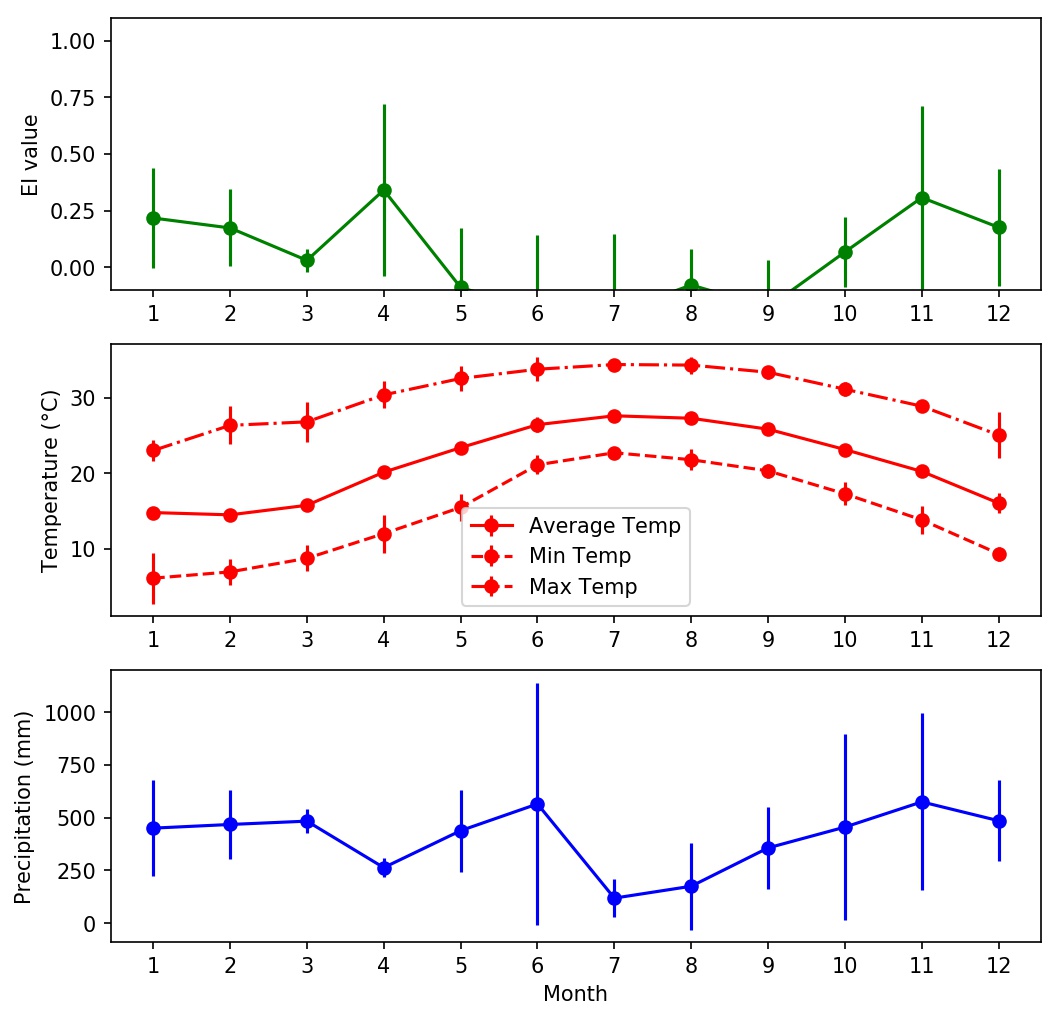 EI value
1.00
0.75
0.50
0.25
0.00
1 2 3 4 5 6 7 8 9 10 11 12
Temperature (°C)
30
20
10
Average Temp
Min Temp
Max Temp
1 2 3 4 5 6 7 8 9 10 11 12
Precipitation (mm)
1000
750
500
250
0
1 2 3 4 5 6 7 8 9 10 11 12
Month